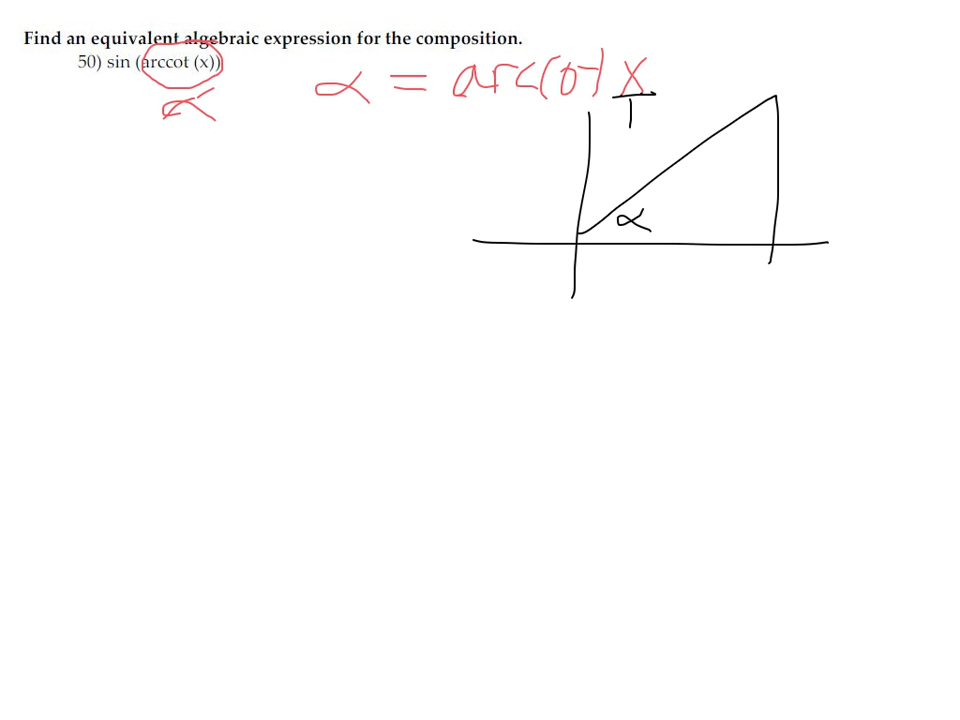 Find an equivalent algebraic expression for the composition.
50) sin (arccot (x))
α
α = arccot x/1
α